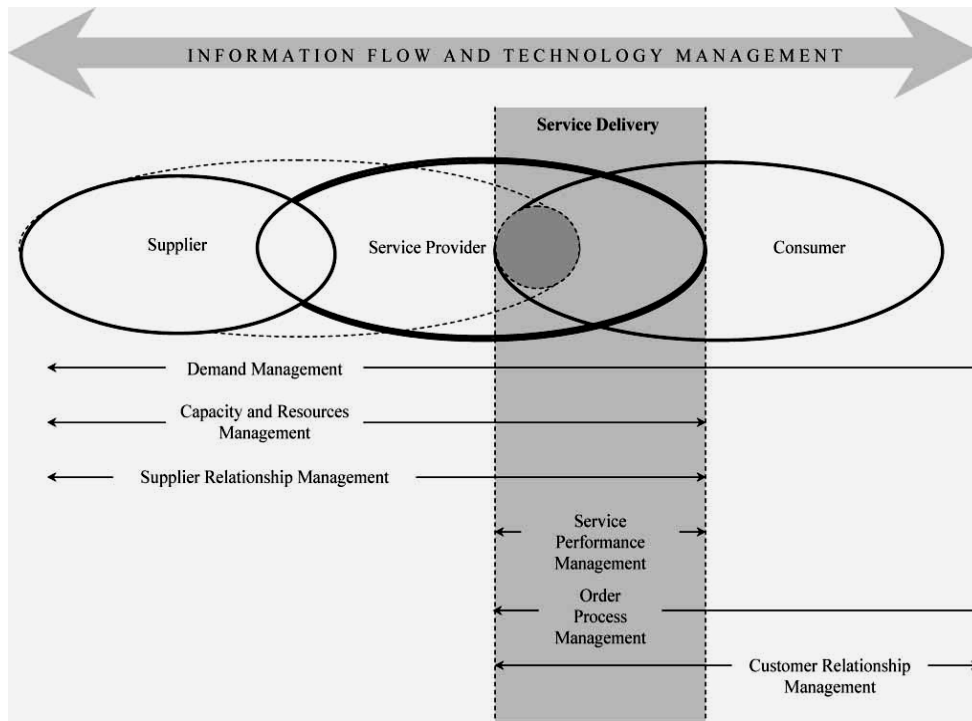 INFORMATION FLOW AND TECHNOLOGY MANAGEMENT
Service Delivery
Supplier
Service Provider
Consumer
Demand Management
Capacity and Resources
Management
Supplier Relationship Management
Service
Performance
Management
Order
Process
Management
Customer Relationship
Management